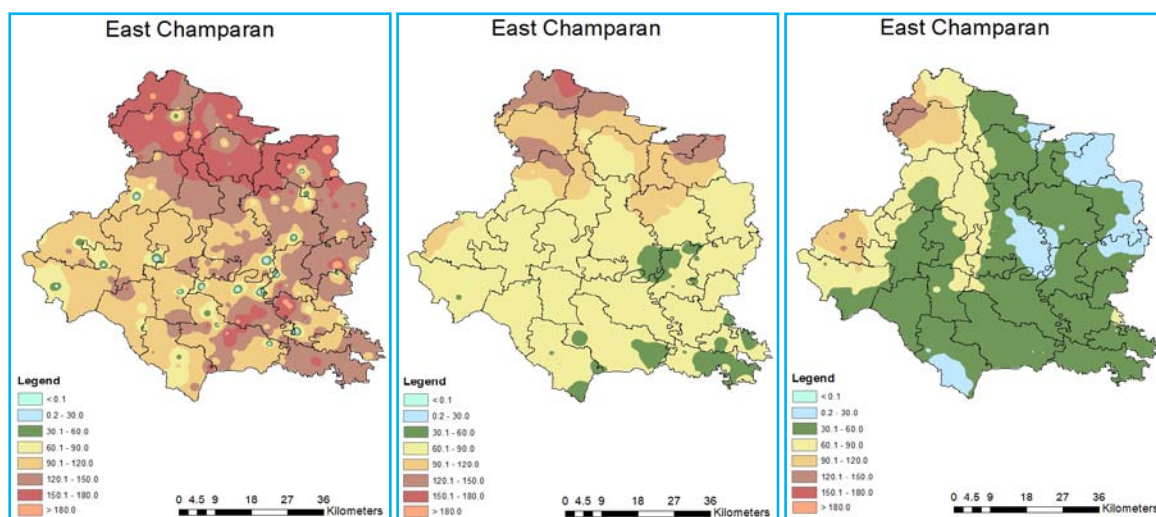 East Champaran
Legend
< 0.1
0.2 - 30.0
30.1 - 60.0
60.1 - 90.0
90.1 - 120.0
120.1 - 150.0
150.1 - 180.0
> 180.0
0 4.5 9 18 27 36
Kilometers
East Champaran
Legend
< 0.1
0.2 - 30.0
30.1 - 60.0
60.1 - 90.0
90.1 - 120.0
120.1 - 150.0
150.1 - 180.0
> 180.0
0 4.5 9 18 27 36
Kilometers
East Champaran
Legend
< 0.1
0.2 - 30.0
30.1 - 60.0
60.1 - 90.0
90.1 - 120.0
120.1 - 150.0
150.1 - 180.0
> 180.0
0 4.5 9 18 27 36
Kilometers